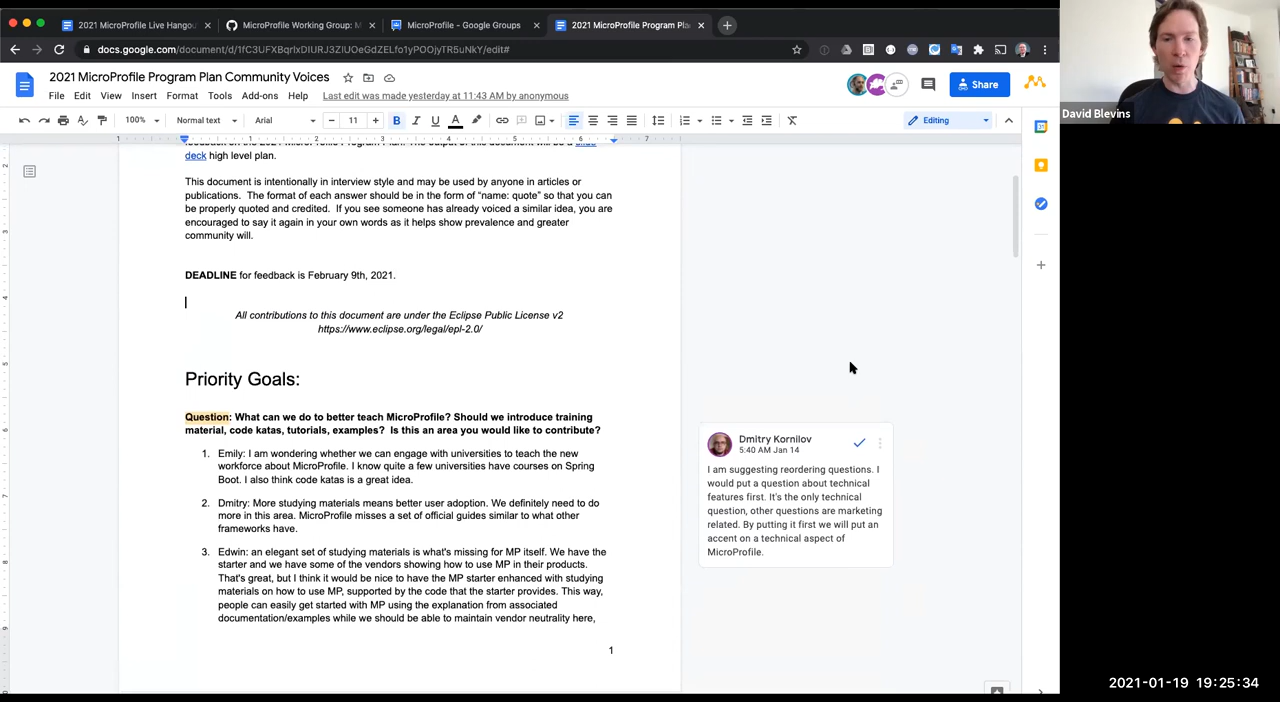 2021 MicroProfile Live Hangou
MicroProfile Working Group: M
MicroProfile - Google Groups
2021 MicroProfile Program Plan
docs.google.com/document/d/1fC3UFXBqrlxDIURJ3ZIUOeGdZELfo1yPOOjyTR5uNkY/edit#
2021 MicroProfile Program Plan Community Voices
File Edit View Insert Format Tools Help
Last edit was made yesterday at 11:43 AM by anonymous
Share
100% Normal text Arial 11 B I U A Editing
deck high level plan.
This document is intentionally in interview style and may be used by anyone in articles or
publications. The format of each answer should be in the form of “name: quote” so that you can
be properly quoted and credited. If you see someone has already voiced a similar idea, you are
encouraged to say it again in your own words as it helps show prevalence and greater
community will.
DEADLINE for feedback is February 9th, 2021.
All contributions to this document are under the Eclipse Public License v2
https://www.eclipse.org/legal/epl-2.0/
Priority Goals:
Question: What can we do to better teach MicroProfile? Should we introduce training
material, code katas, tutorials, examples? Is this an area you would like to contribute?
1. Emily: I am wondering whether we can engage with universities to teach the new
workforce about MicroProfile. I know quite a few universities have courses on Spring
Boot. I also think code katas is a great idea.
2. Dmitry: More studying materials means better user adoption. We definitely need to do
more in this area. MicroProfile misses a set of official guides similar to what other
frameworks have.
3. Edwin: an elegant set of studying materials is what's missing for MP itself. We have the
starter and we have some of the vendors showing how to use MP in their products.
That's great, but I think it would be nice to have the MP starter enhanced with studying
materials on how to use MP, supported by the code that the starter provides. This way,
people can easily get started with MP using the explanation from associated
documentation/examples while we should be able to maintain vendor neutrality here,
1
Dmitry Kornilov
5:40 AM Jan 14
I am suggesting reordering questions. I
would put a question about technical
features first. It's the only technical
question, other questions are marketing
related. By putting it first we will put an
accent on a technical aspect of
MicroProfile.
David Blevins
2021-01-19 19:25:34